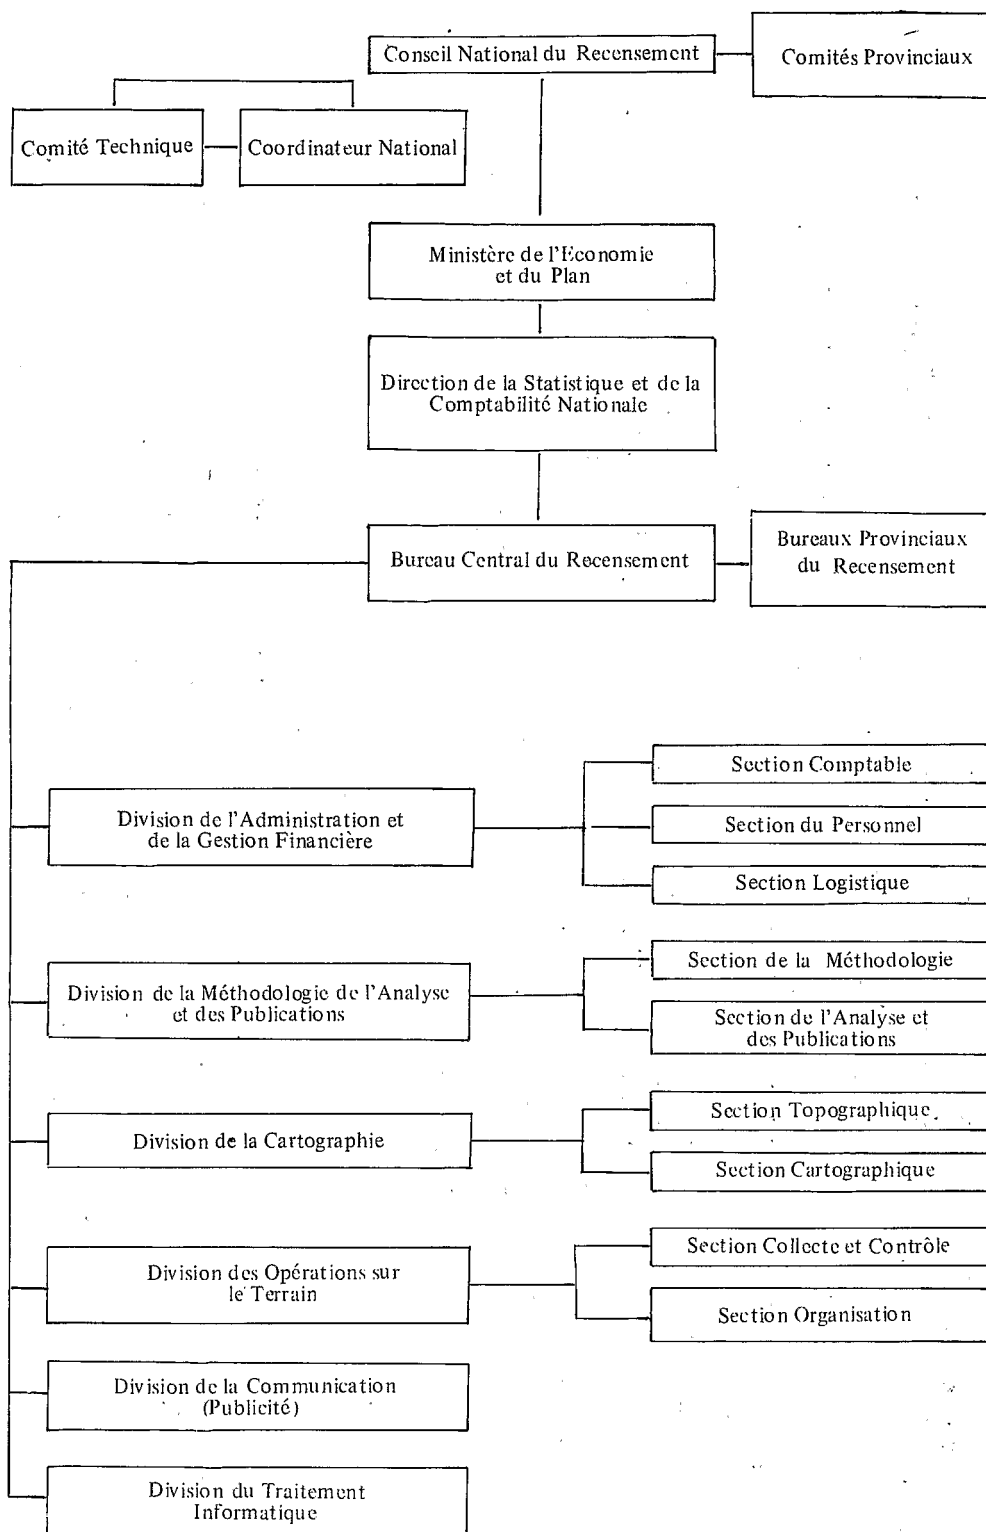 Conseil National du Recensement
Comités Provinciaux
Comité Technique
Coordinateur National
Ministère de l'Economie
et du Plan
Direction de la Statistique et de la
Comptabilité Nationale
Bureau Central du Recensement
Bureaux Provinciaux
du Recensement
Division de l'Administration et
de la Gestion Financière
Section Comptable
Section du Personnel
Section Logistique
Division de la Méthodologie de l'Analyse
et des Publications
Section de la Méthodologie
Section de l'Analyse et
des Publications
Division de la Cartographie
Section Topographique
Section Cartographique
Division des Opérations sur
le Terrain
Section Collecte et Contrôle
Section Organisation
Division de la Communication
(Publicité)
Division du Traitement
Informatique